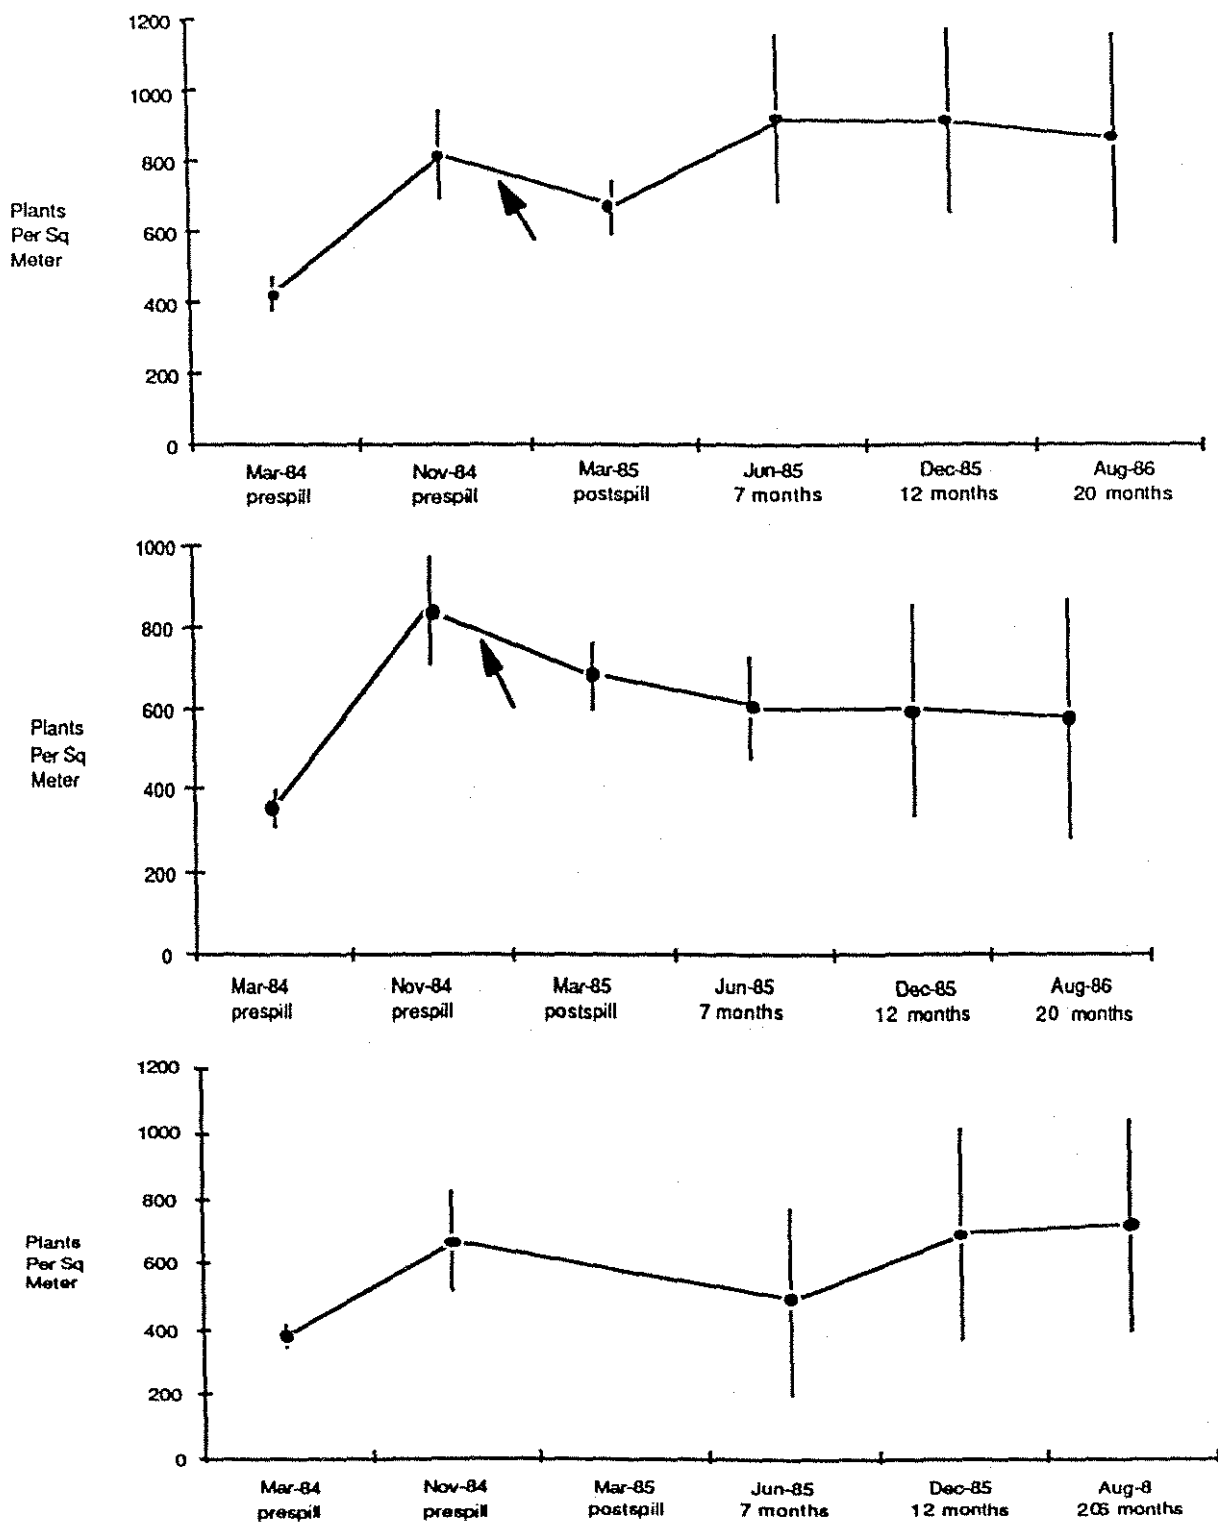 1200
1000
800
600
400
200
0
Plants
Per Sq
Meter
Mar-84 Nov-84 Mar-85 Jun-85 Dec-85 Aug-86
prespill prespill postspill 7 months 12 months 20 months
1000
800
600
400
200
0
Plants
Per Sq
Meter
Mar-84 Nov-84 Mar-85 Jun-85 Dec-85 Aug-86
prespill prespill postspill 7 months 12 months 20 months
1200
1000
800
600
400
200
0
Plants
Per Sq
Meter
Mar-84 Nov-84 Mar-85 Jun-85 Dec-85 Aug-8
prespill prespill postspill 7 months 12 months 206 months